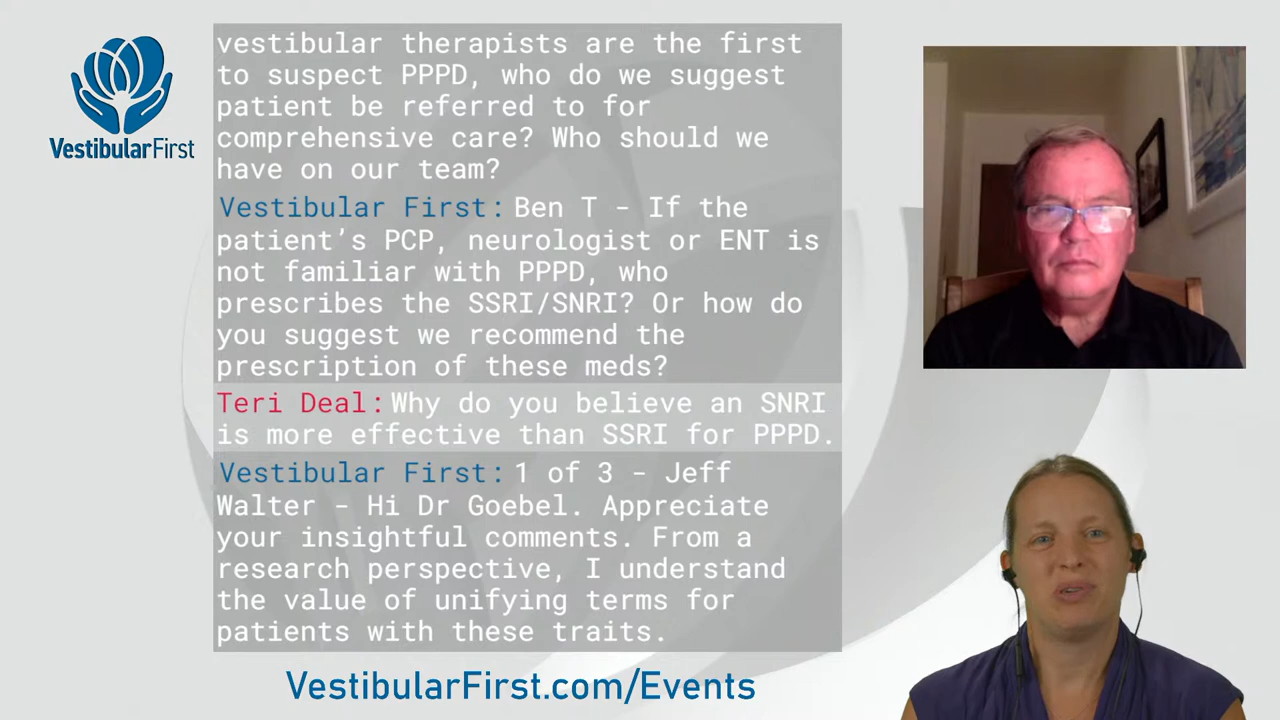 VestibularFirst
vestibular therapists are the first
to suspect PPPD, who do we suggest
patient be referred to for
comprehensive care? Who should we
have on our team?
Vestibular First: Ben T - If the
patient’s PCP, neurologist or ENT is
not familiar with PPPD, who
prescribes the SSRI/SNRI? Or how do
you suggest we recommend the
prescription of these meds?
Teri Deal: Why do you believe an SNRI
is more effective than SSRI for PPPD.
Vestibular First: 1 of 3 - Jeff
Walter - Hi Dr Goebel. Appreciate
your insightful comments. From a
research perspective, I understand
the value of unifying terms for
patients with these traits.
VestibularFirst.com/Events